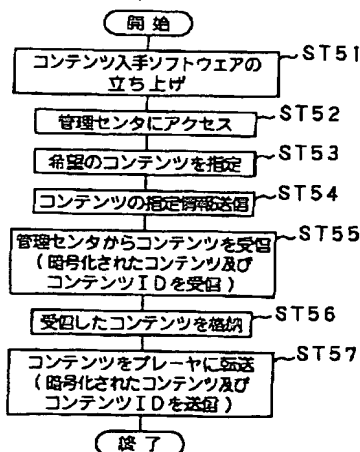 開始
コンテンツ入手ソフトウェアの
立ち上げ
ST51
管理センタにアクセス
ST52
希望のコンテンツを指定
ST53
コンテンツの指定情報送信
ST54
管理センタからコンテンツを受信
(暗号化されたコンテンツ及び
コンテンツIDを受信)
ST55
受信したコンテンツを格納
ST56
コンテンツをプレーヤに転送
(暗号化されたコンテンツ及び
コンテンツIDを送信)
ST57
終了